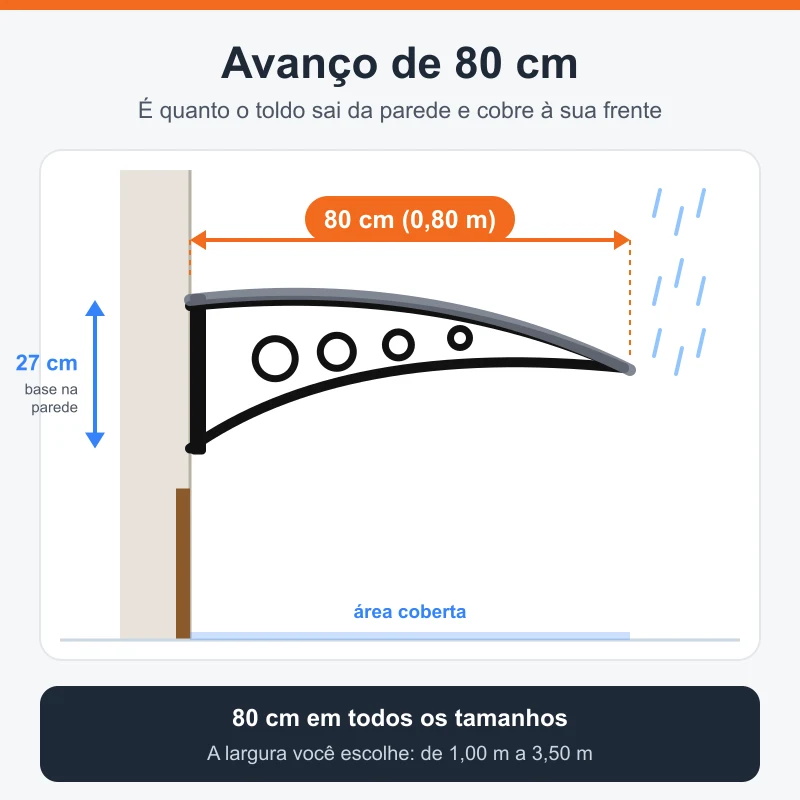 Avanço de 80 cm
É quanto o toldo sai da parede e cobre à sua frente
80 cm (0,80 m)
27 cm
base na
parede
área coberta
80 cm em todos os tamanhos
A largura você escolhe: de 1,00 m a 3,50 m